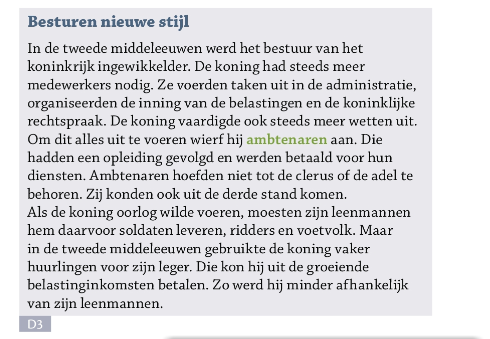 Besturen nieuwe stijl
In de tweede middeleeuwen werd het bestuur van het
koninkrijk ingewikkelder. De koning had steeds meer
medewerkers nodig. Ze voerden taken uit in de administratie,
organiseerden de inning van de belastingen en de koninklijke
rechtspraak. De koning vaardigde ook steeds meer wetten uit.
Om dit alles uit te voeren wierf hij ambtenaren aan. Die
hadden een opleiding gevolgd en werden betaald voor hun
diensten. Ambtenaren hoefden niet tot de clerus of de adel te
behoren. Zij konden ook uit de derde stand komen.
Als de koning oorlog wilde voeren, moesten zijn leenmannen
hem daarvoor soldaten leveren, ridders en voetvolk. Maar
in de tweede middeleeuwen gebruikte de koning vaker
huurlingen voor zijn leger. Die kon hij uit de groeiende
belastinginkomsten betalen. Zo werd hij minder afhankelijk
van zijn leenmannen.
D3